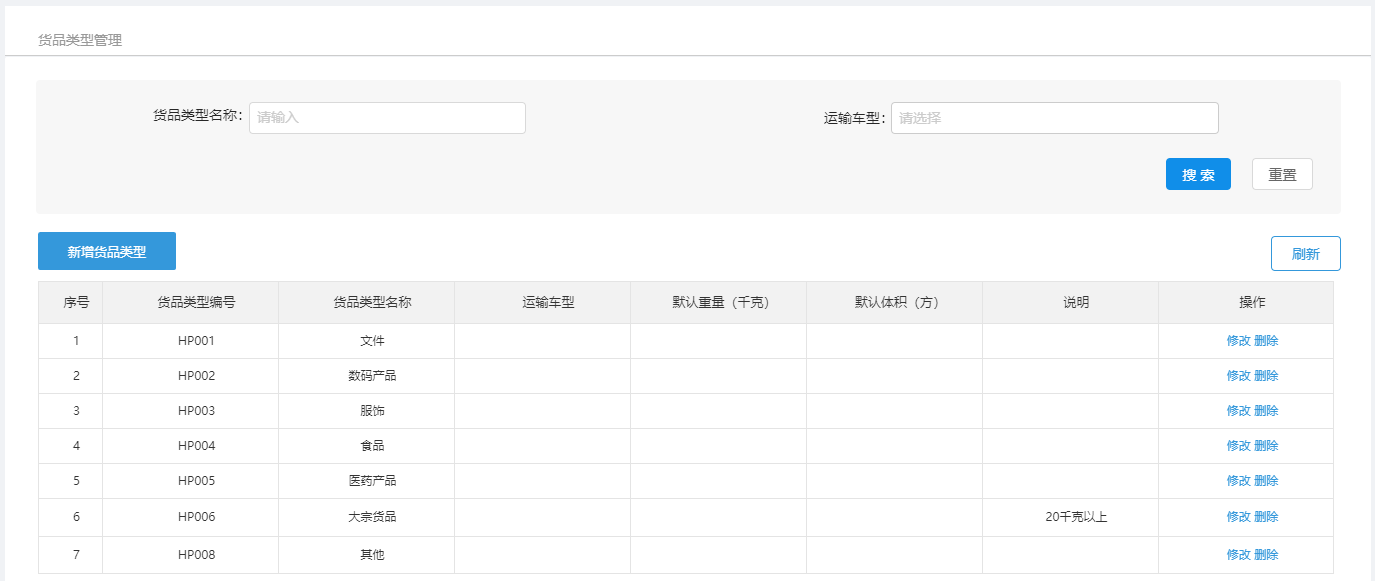 货品类型管理
货品类型名称: 请输入 运输车型: 请选择
搜 索 重置
新增货品类型 刷新
序号 货品类型编号 货品类型名称 运输车型 默认重量（千克） 默认体积（方） 说明 操作
1 HP001 文件 修改 删除
2 HP002 数码产品 修改 删除
3 HP003 服饰 修改 删除
4 HP004 食品 修改 删除
5 HP005 医药产品 修改 删除
6 HP006 大宗货品 20千克以上 修改 删除
7 HP008 其他 修改 删除